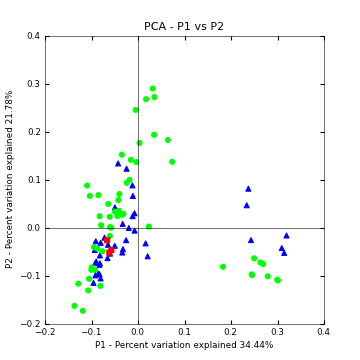 PCA - P1 vs P2
0.4
0.3
0.2
0.1
0.0
−0.1
−0.2
−0.2 −0.1 0.0 0.1 0.2 0.3 0.4
P2 - Percent variation explained 21.78%
P1 - Percent variation explained 34.44%